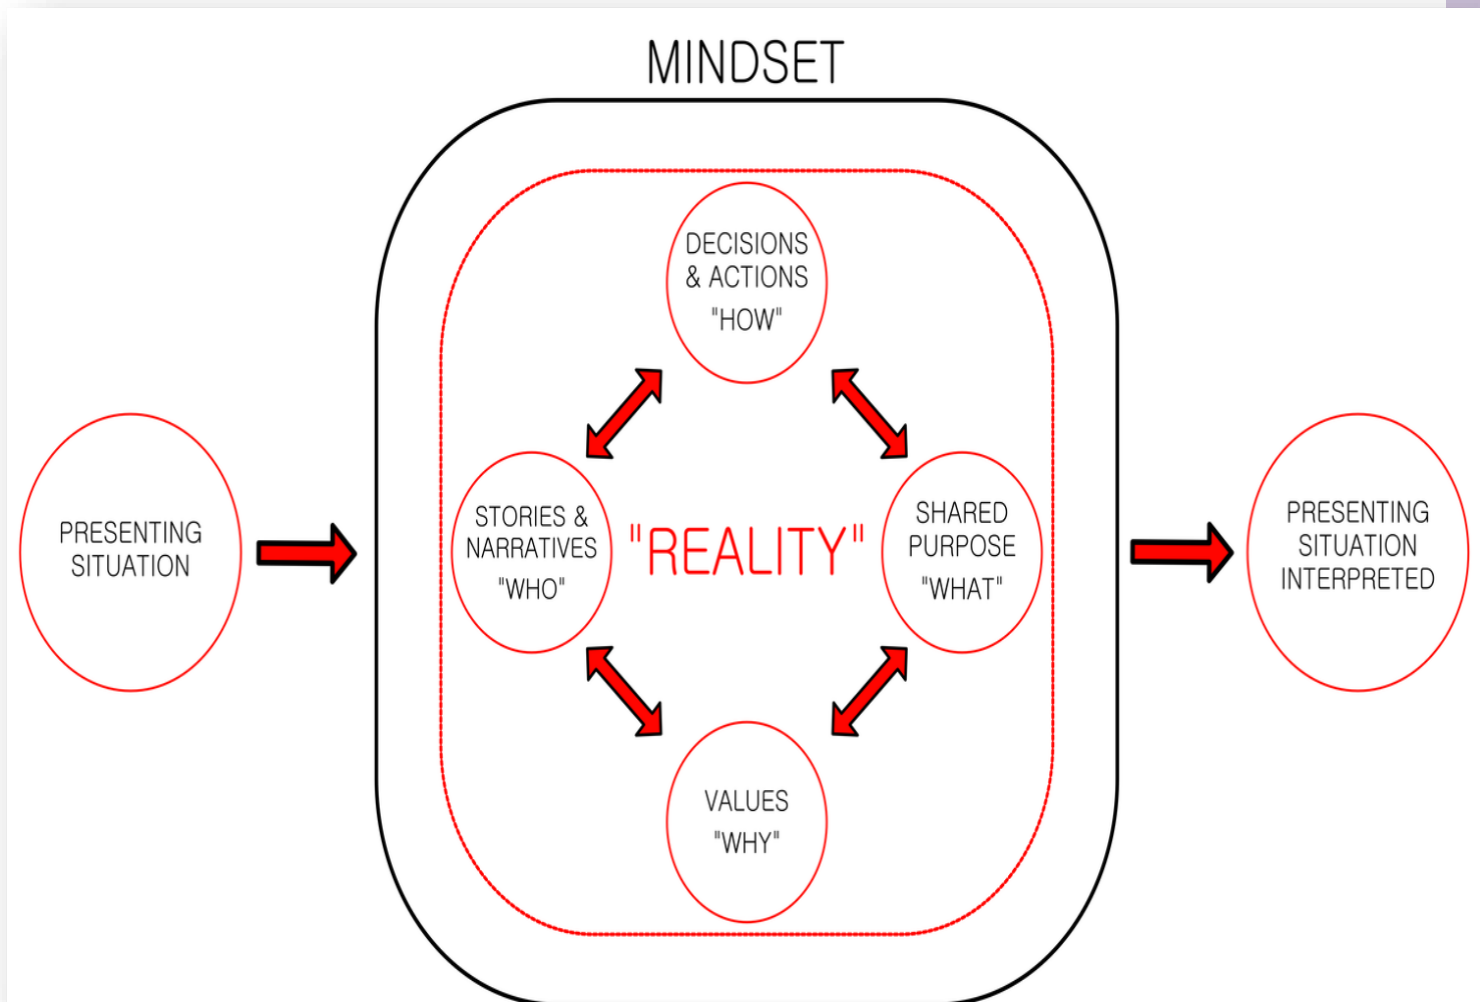 MINDSET
DECISIONS
& ACTIONS
"HOW"
PRESENTING
SITUATION
STORIES &
NARRATIVES
"WHO"
"REALITY"
SHARED
PURPOSE
"WHAT"
PRESENTING
SITUATION
INTERPRETED
VALUES
"WHY"